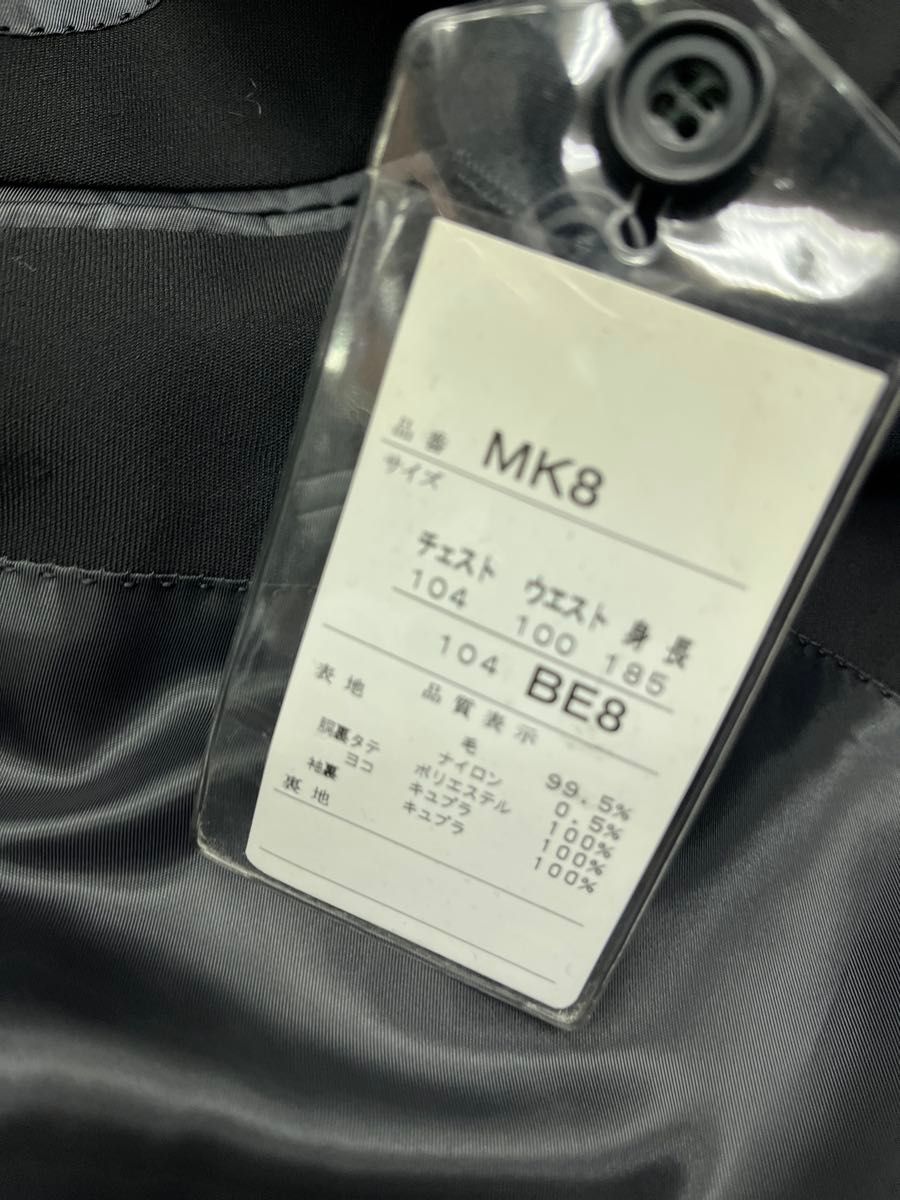 品番 MK8
サイズ
チェスト ウエスト 身長
104 100 185
104 BE8
品質表示
表地 毛 99.5%
ナイロン 0.5%
胴裏タテ ポリエステル 100%
ヨコ キュプラ 100%
袖裏 キュプラ 100%
裏地